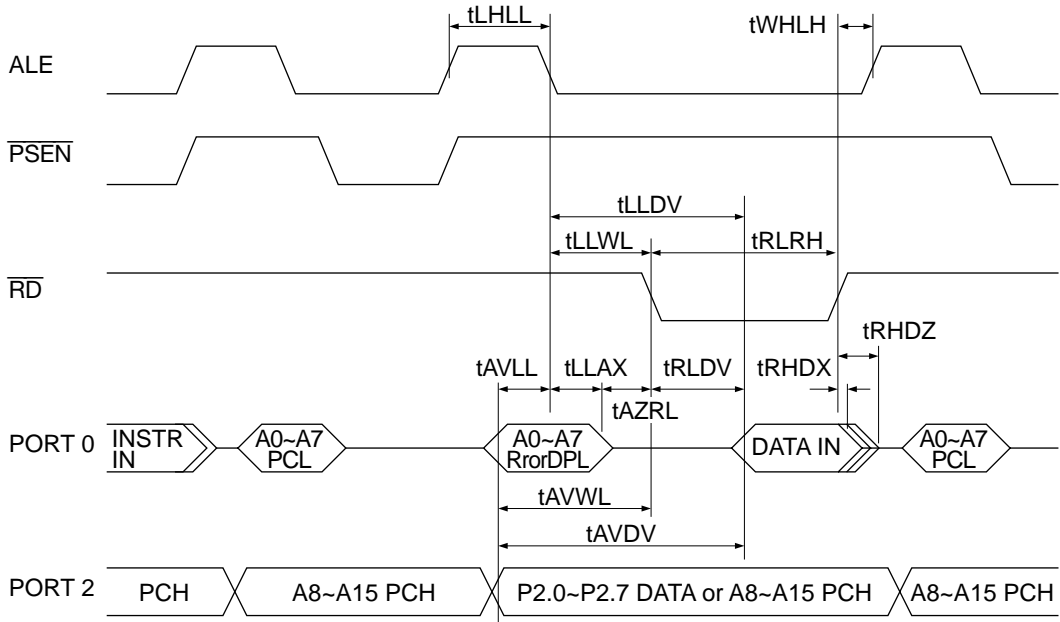 tLHLL
tWHLH
ALE
PSEN
tLLDV
tLLWL
tRLRH
RD
tRHDZ
tAVLL
tLLAX
tRLDV
tRHDX
tAZRL
PORT 0
INSTR
IN
A0~A7
PCL
A0~A7
RrorDPL
DATA IN
A0~A7
PCL
tAVWL
tAVDV
PORT 2
PCH
A8~A15 PCH
P2.0~P2.7 DATA or A8~A15 PCH
A8~A15 PCH